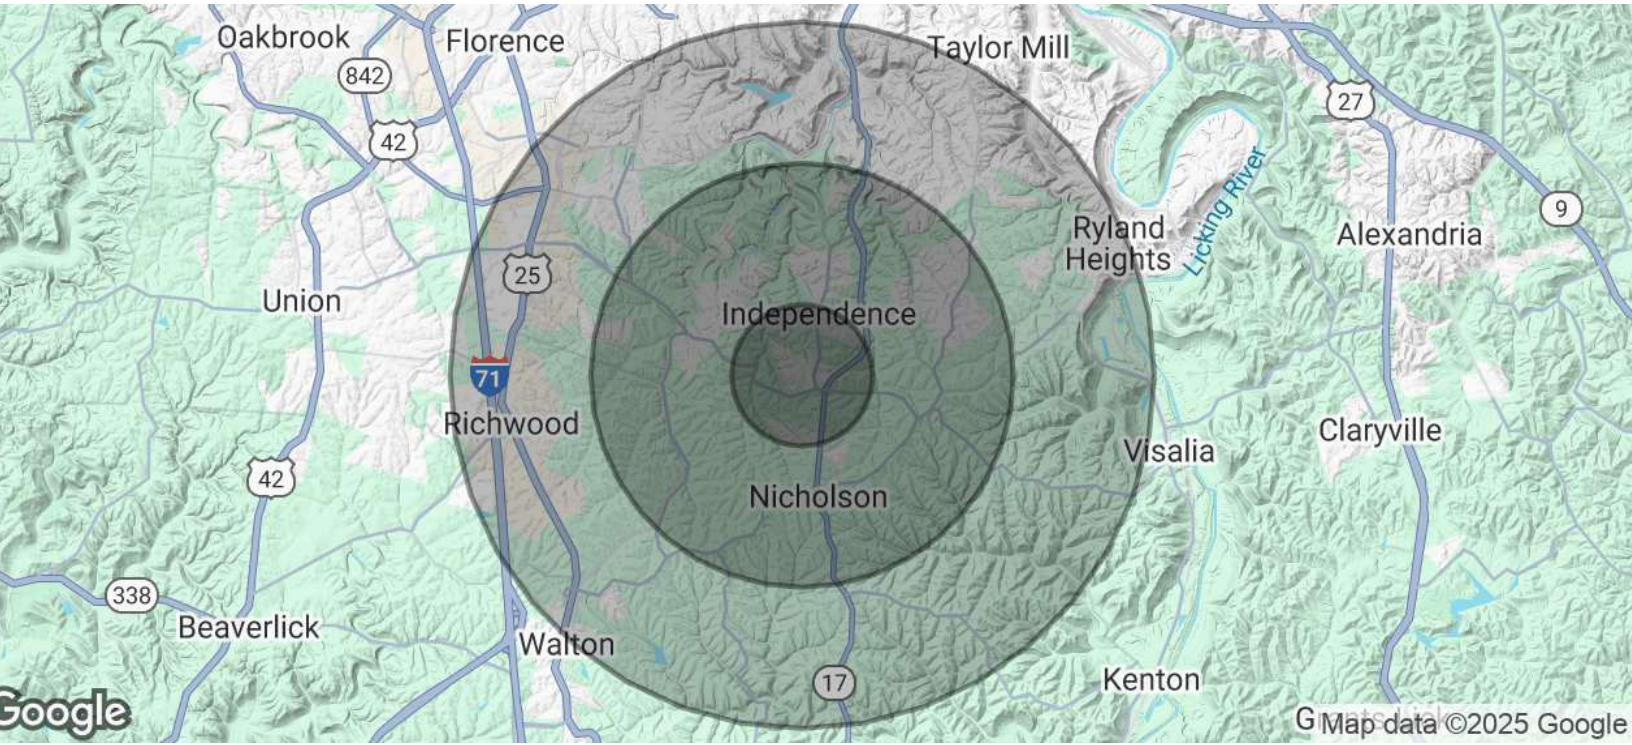 Oakbrook
Florence
Taylor Mill
842
27
42
Licking River
9
Ryland
Heights
Alexandria
25
Union
Independence
71
Richwood
Claryville
Visalia
42
Nicholson
338
Beaverlick
Walton
Kenton
17
Google
Map data ©2025 Google